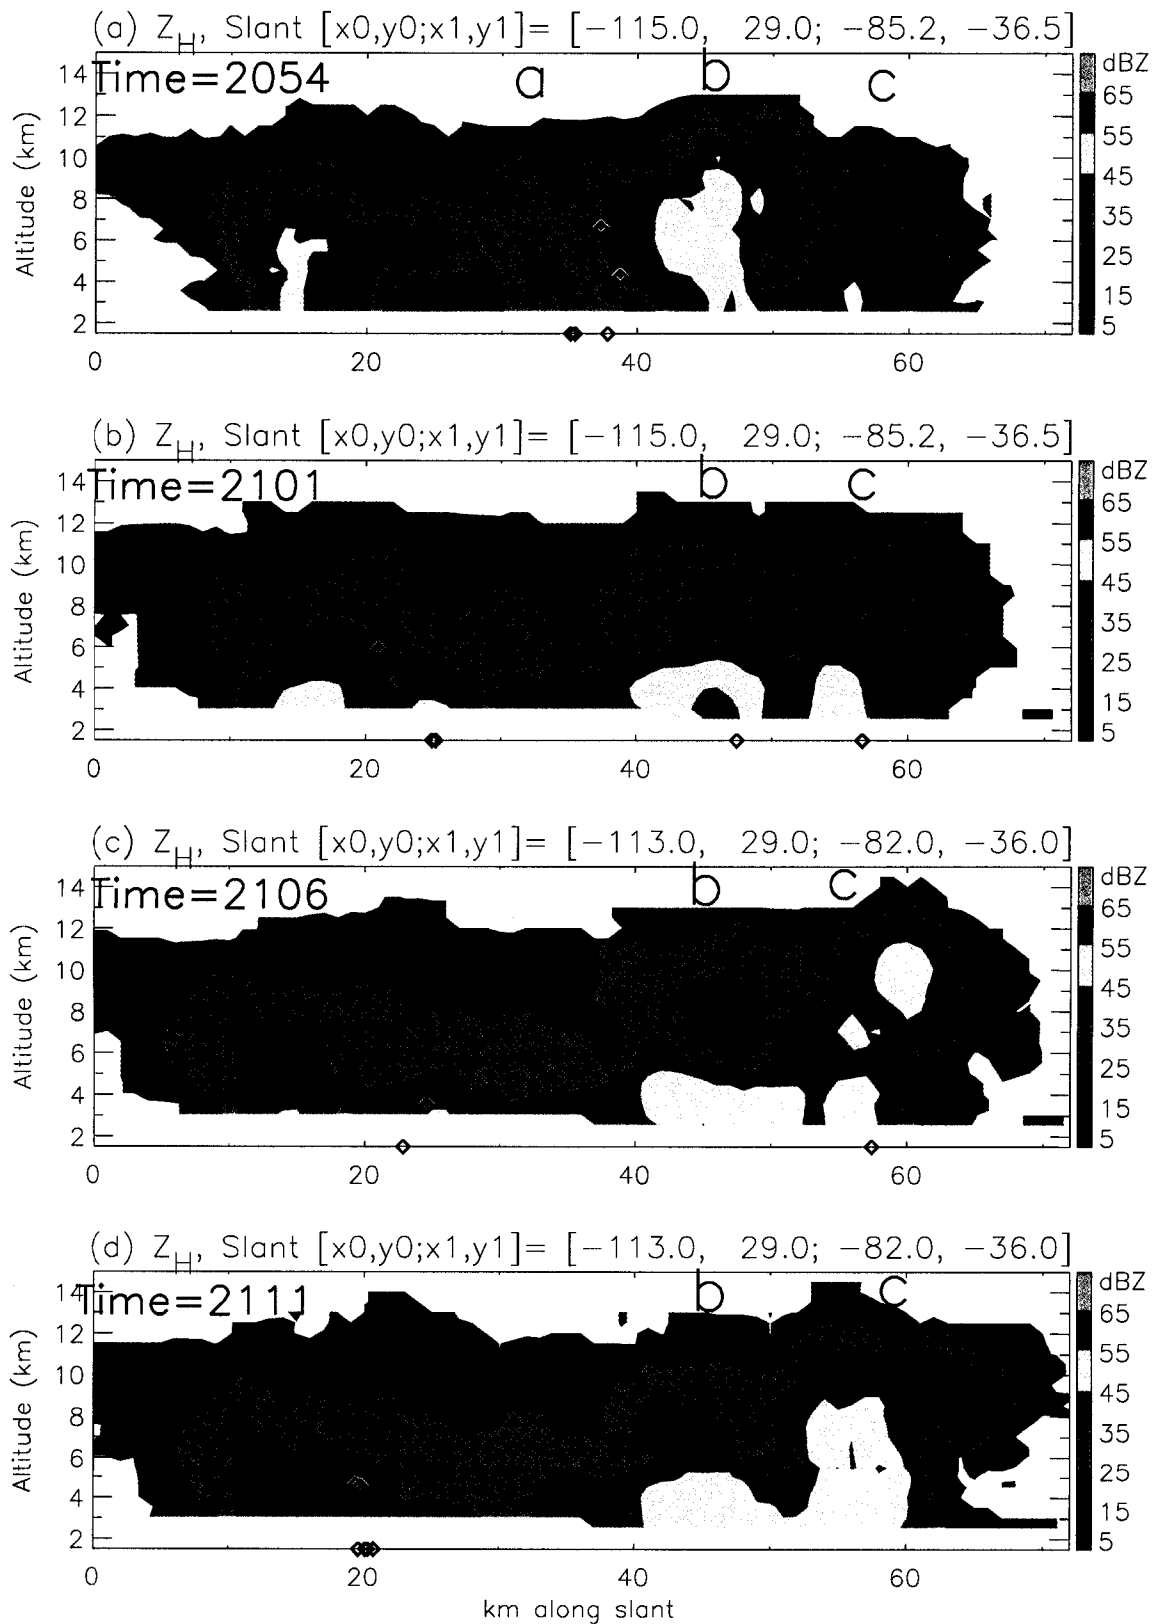 (a) Z_H, Slant [x0,y0;x1,y1]= [-115.0, 29.0; -85.2, -36.5]
Time=2054 a b c dBZ
14 12 10 8 6 4 2
Altitude (km)
65 55 45 35 25 15 5
0 20 40 60
(b) Z_H, Slant [x0,y0;x1,y1]= [-115.0, 29.0; -85.2, -36.5]
Time=2101 b c dBZ
14 12 10 8 6 4 2
Altitude (km)
65 55 45 35 25 15 5
0 20 40 60
(c) Z_H, Slant [x0,y0;x1,y1]= [-113.0, 29.0; -82.0, -36.0]
Time=2106 b c dBZ
14 12 10 8 6 4 2
Altitude (km)
65 55 45 35 25 15 5
0 20 40 60
(d) Z_H, Slant [x0,y0;x1,y1]= [-113.0, 29.0; -82.0, -36.0]
Time=2111 b c dBZ
14 12 10 8 6 4 2
Altitude (km)
65 55 45 35 25 15 5
0 20 40 60
km along slant